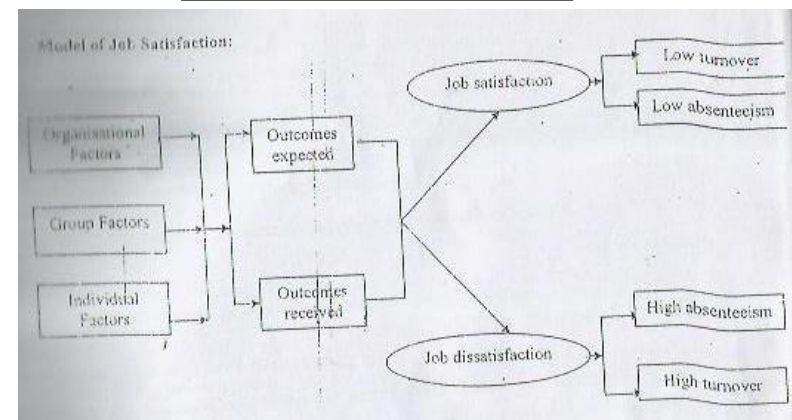 Model of Job Satisfaction:
Low turnover
Job satisfaction
Low absenteeism
Organisational
Factors
Outcomes
expected
Group Factors
Individual
Factors
Outcomes
received
High absenteeism
Job dissatisfaction
High turnover